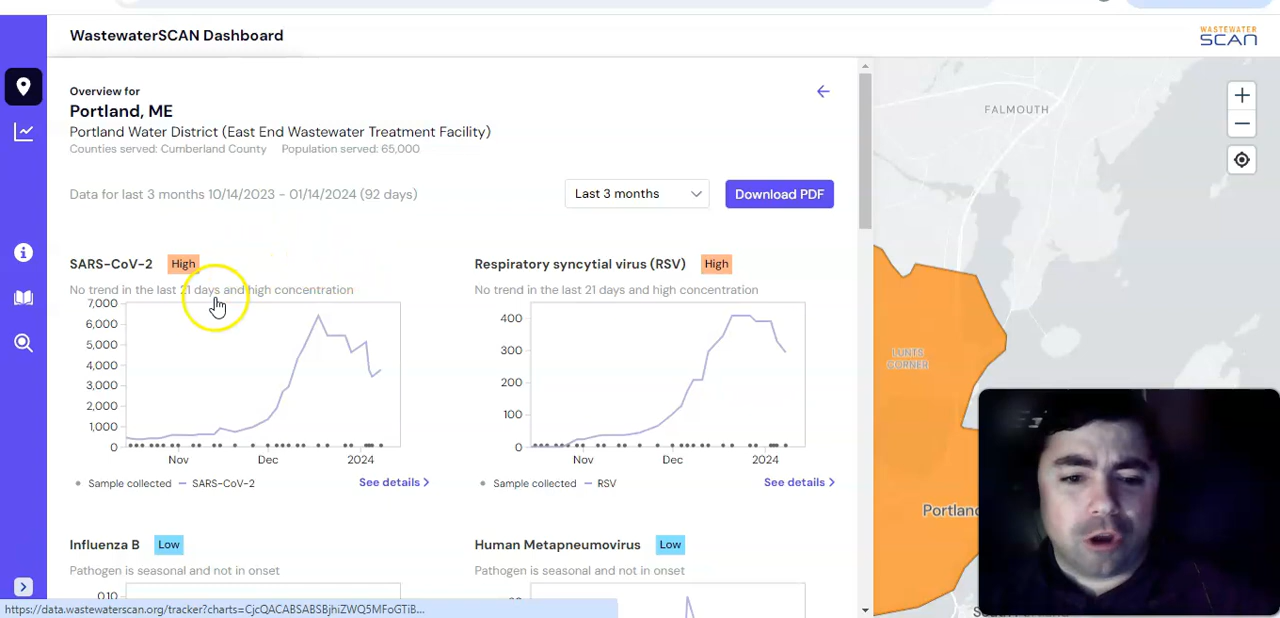 WastewaterSCAN Dashboard
WASTEWATER
SCAN
Overview for
Portland, ME
Portland Water District (East End Wastewater Treatment Facility)
Counties served: Cumberland County Population served: 65,000
Data for last 3 months 10/14/2023 - 01/14/2024 (92 days)
Last 3 months
Download PDF
SARS-CoV-2 High
No trend in the last 21 days and high concentration
7,000
6,000
5,000
4,000
3,000
2,000
1,000
0
Nov Dec 2024
Sample collected SARS-CoV-2
See details >
Respiratory syncytial virus (RSV) High
No trend in the last 21 days and high concentration
400
300
200
100
0
Nov Dec 2024
Sample collected RSV
See details >
Influenza B Low
Pathogen is seasonal and not in onset
0.10
Human Metapneumovirus Low
Pathogen is seasonal and not in onset
FALMOUTH
LUNTS
CORNER
Portland
https://data.wastewaterscan.org/tracker?charts=CjcQACABSABSBjhiZWQ5MFoGTiB...